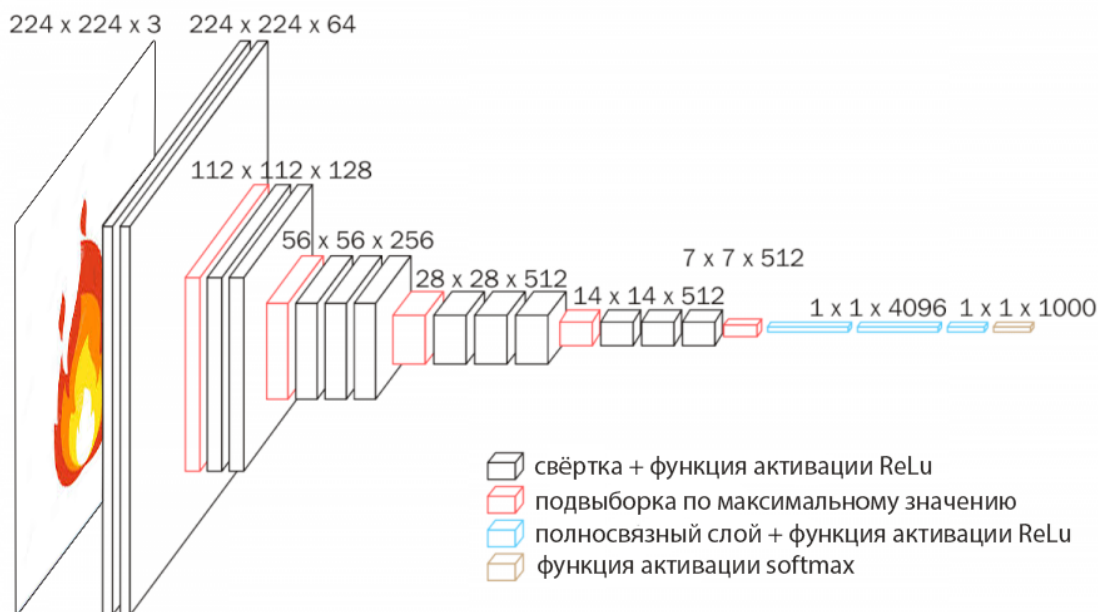 224 x 224 x 3
224 x 224 x 64
112 x 112 x 128
56 x 56 x 256
28 x 28 x 512
14 x 14 x 512
7 x 7 x 512
1 x 1 x 4096
1 x 1 x 1000
свёртка + функция активации ReLu
подвыборка по максимальному значению
полносвязный слой + функция активации ReLu
функция активации softmax